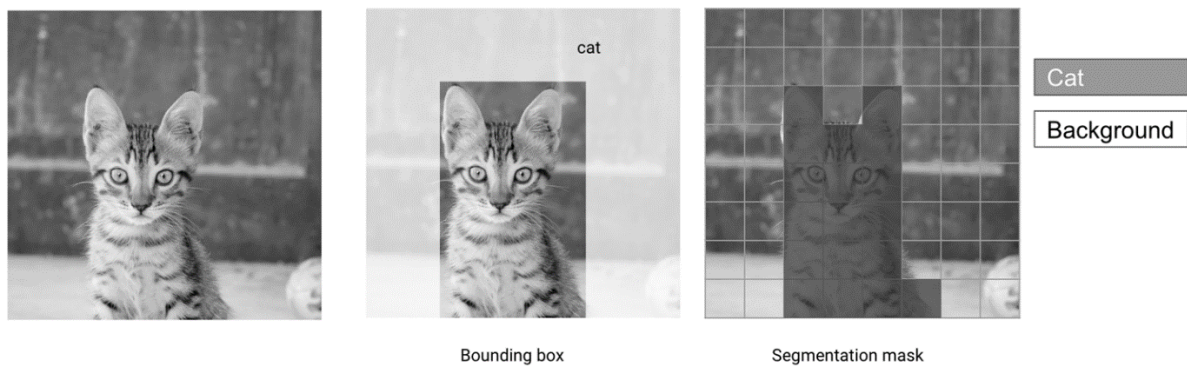 cat
Cat
Background
Bounding box
Segmentation mask